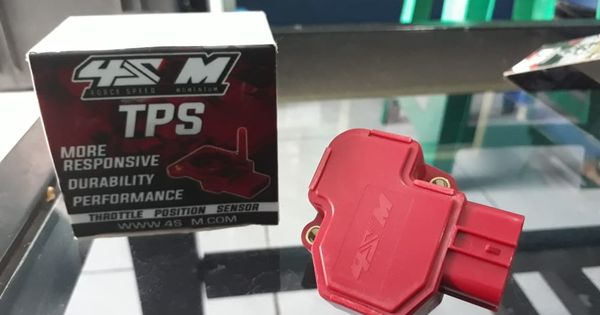 4S M
FORCE SPEED MOMENTUM
TPS
MORE
RESPONSIVE
DURABILITY
PERFORMANCE
THROTTLE POSITION SENSOR
WWW.4S M.COM
4S M